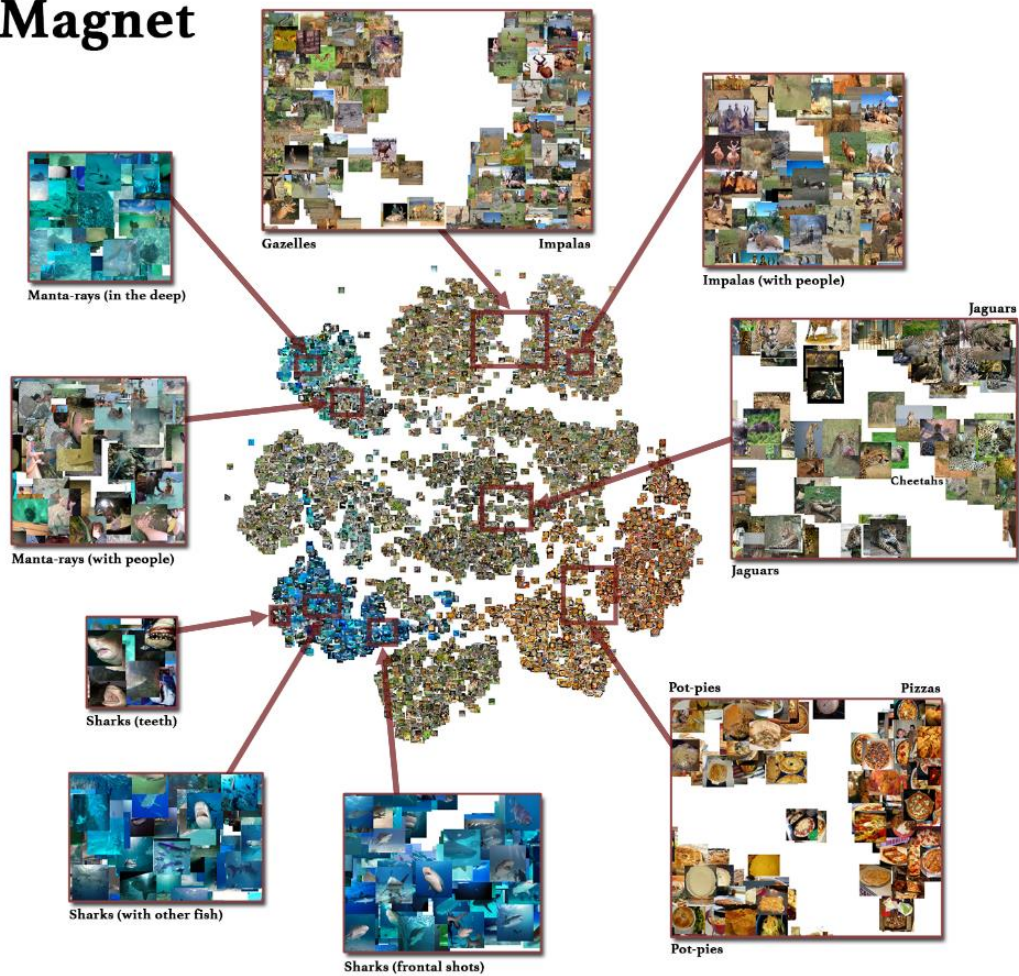 Magnet
Gazelles
Impalas
Impalas (with people)
Manta-rays (in the deep)
Jaguars
Cheetahs
Manta-rays (with people)
Jaguars
Sharks (teeth)
Pot-pies
Pizzas
Sharks (with other fish)
Pot-pies
Sharks (frontal shots)